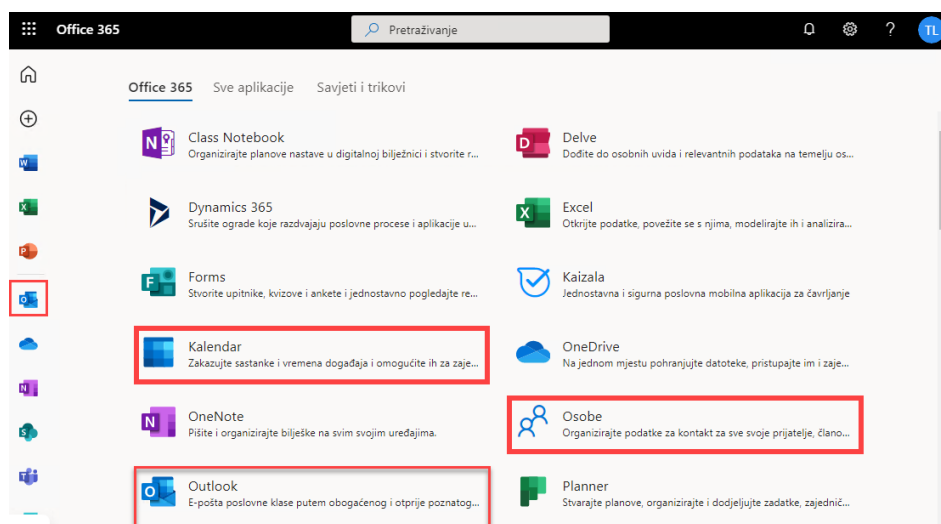 Office 365
Pretraživanje
?
TL
Office 365 Sve aplikacije Savjeti i trikovi
Class Notebook
Organizirajte planove nastave u digitalnoj bilježnici i stvorite r...
Delve
Dođite do osobnih uvida i relevantnih podataka na temelju os...
Dynamics 365
Srušite ograde koje razdvajaju poslovne procese i aplikacije u...
Excel
Otkrijte podatke, povežite se s njima, modelirajte ih i analizira...
Forms
Stvorite upitnike, kvizove i ankete i jednostavno pogledajte re...
Kaizala
Jednostavna i sigurna poslovna mobilna aplikacija za čavrljanje
Kalendar
Zakazujte sastanke i vremena događaja i omogućite ih za zaje...
OneDrive
Na jednom mjestu pohranjujte datoteke, pristupajte im i zaje...
OneNote
Pišite i organizirajte bilješke na svim svojim uređajima.
Osobe
Organizirajte podatke za kontakt za sve svoje prijatelje, člano...
Outlook
E-pošta poslovne klase putem obogaćenog i otprije poznatog...
Planner
Stvarajte planove, organizirajte i dodjeljujte zadatke, zajednič...